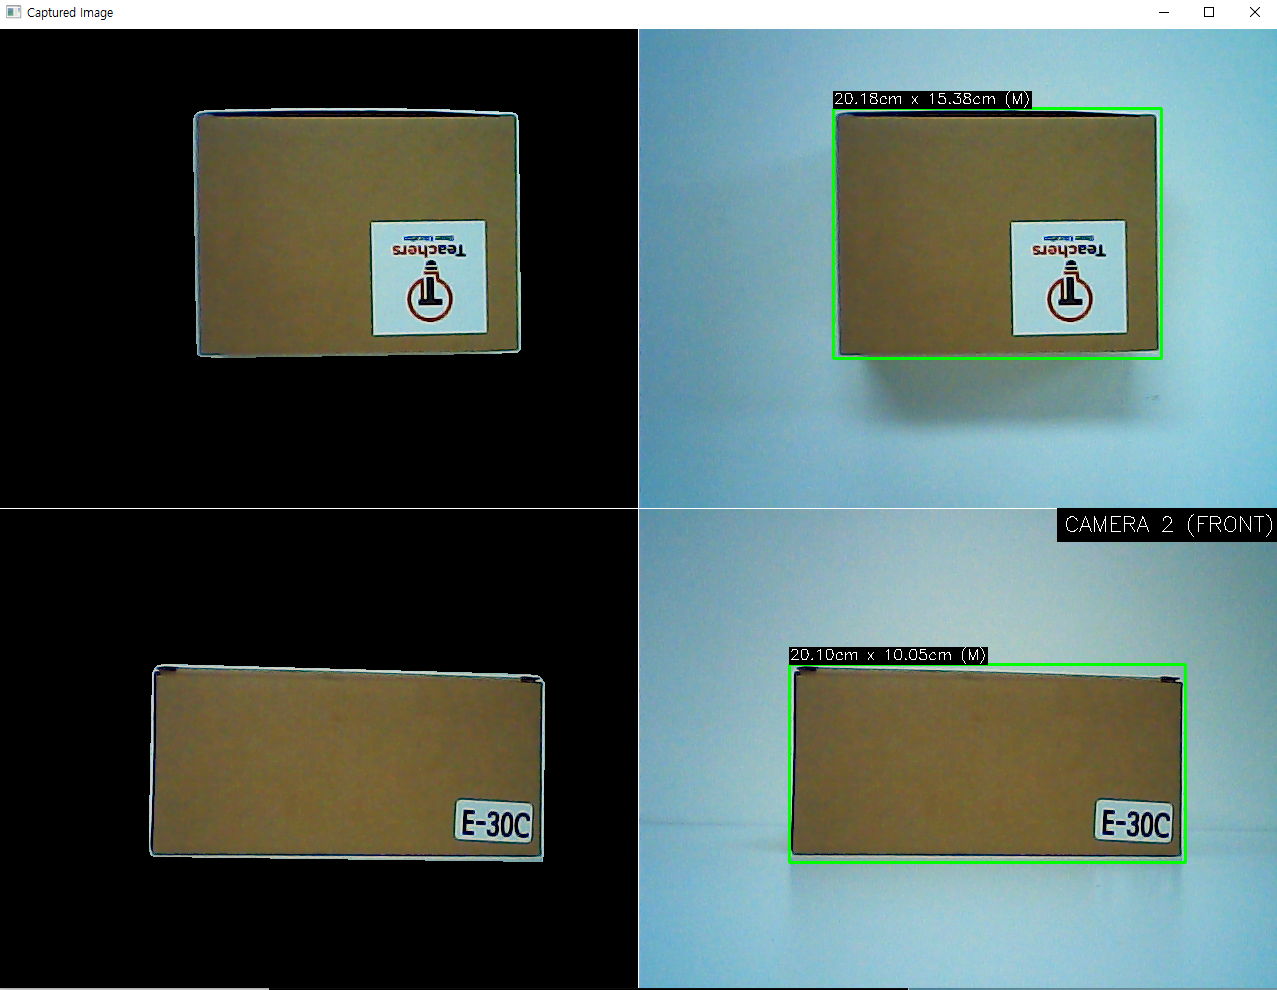 Captured Image
20.18cm x 15.38cm (M)
Teachers
T
Teachers
T
CAMERA 2 (FRONT)
20.10cm x 10.05cm (M)
E-30C
E-30C